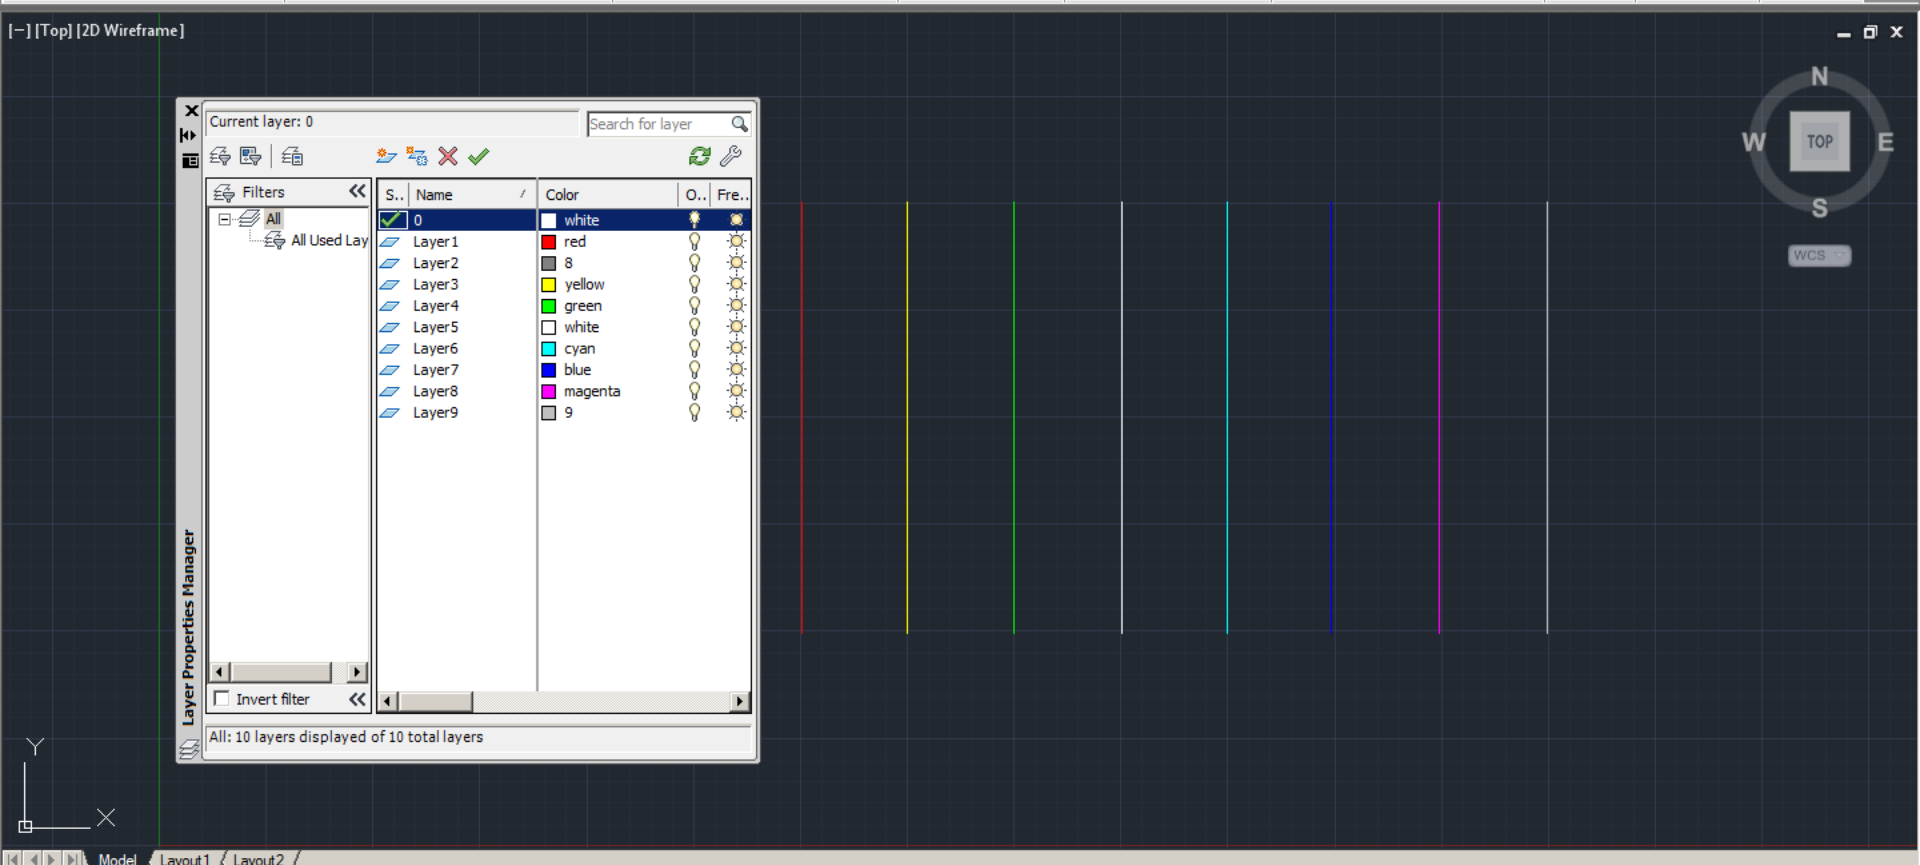 [−] [Top] [2D Wireframe]
N
W
TOP
E
S
WCS
Current layer: 0
Search for layer
Filters
All
All Used Lay
S.. Name Color O.. Fre..
0 white
Layer1 red
Layer2 8
Layer3 yellow
Layer4 green
Layer5 white
Layer6 cyan
Layer7 blue
Layer8 magenta
Layer9 9
Invert filter
All: 10 layers displayed of 10 total layers
Layer Properties Manager
Y
X
Model Layout1 Layout2